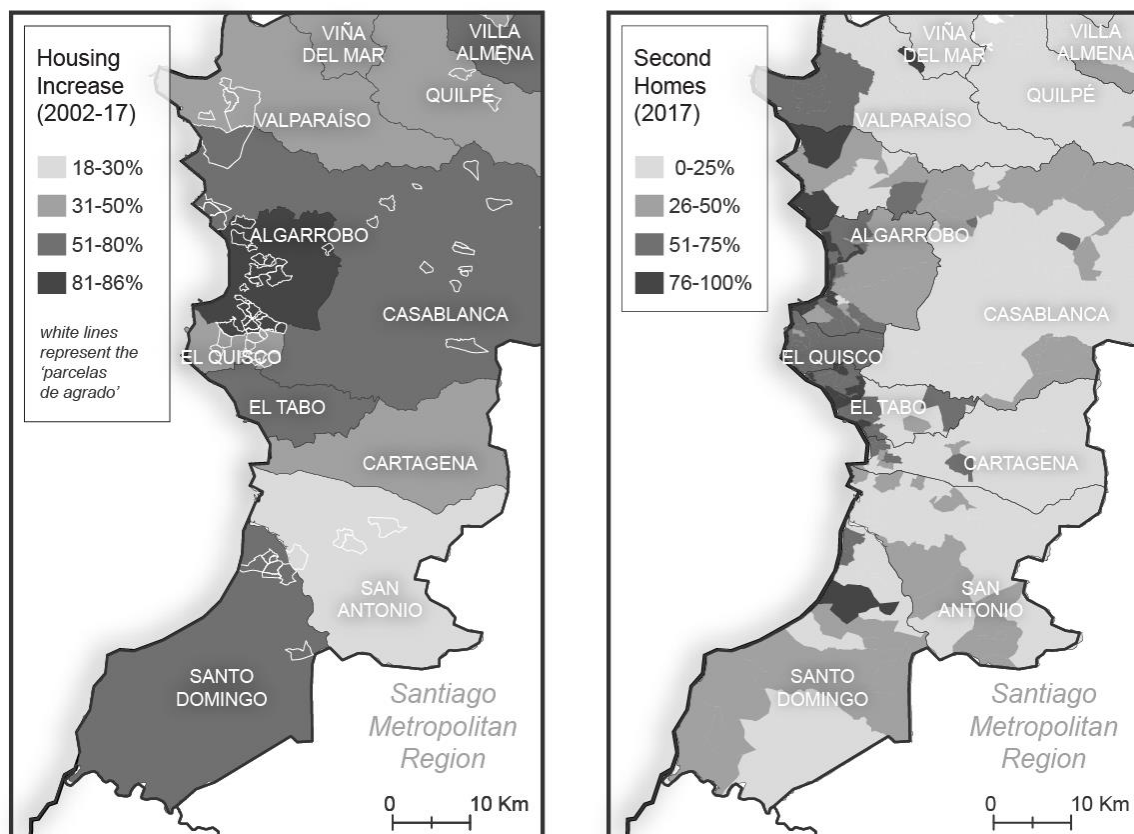 Housing
Increase
(2002-17)
18-30%
31-50%
51-80%
81-86%
white lines
represent the
‘parcelas
de agrado’
VIÑA
DEL MAR
VILLA
ALMENA
QUILPÉ
VALPARAÍSO
ALGARROBO
CASABLANCA
EL QUISCO
EL TABO
CARTAGENA
SAN
ANTONIO
SANTO
DOMINGO
Santiago
Metropolitan
Region
0 10 Km
Second
Homes
(2017)
0-25%
26-50%
51-75%
76-100%
VIÑA
DEL MAR
VILLA
ALMENA
QUILPÉ
VALPARAÍSO
ALGARROBO
CASABLANCA
EL QUISCO
EL TABO
CARTAGENA
SAN
ANTONIO
SANTO
DOMINGO
Santiago
Metropolitan
Region
0 10 Km